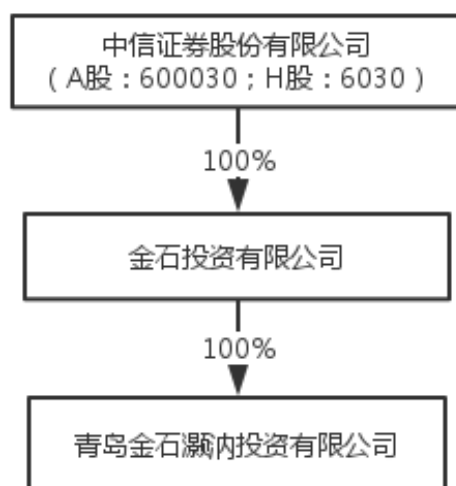 中信证券股份有限公司
（A股：600030；H股：6030）
100%
金石投资有限公司
100%
青岛金石灏汭投资有限公司